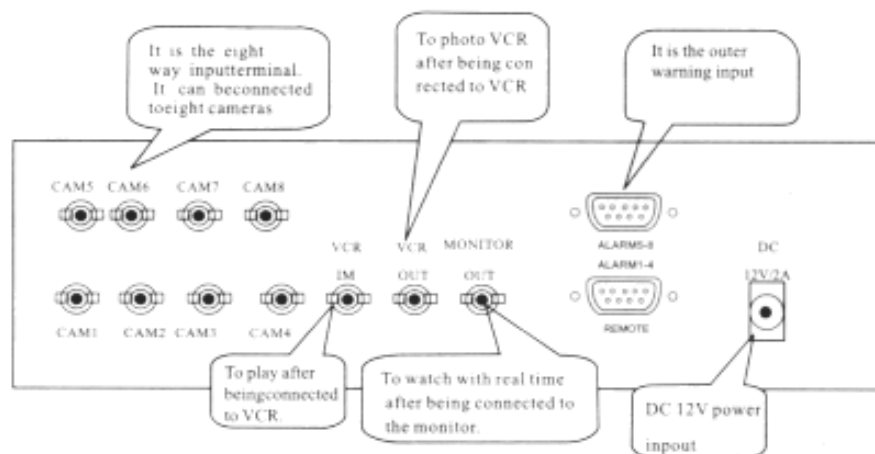 It is the eight
way inputterminal.
It can beconnected
toeight cameras
To photo VCR
after being con
rected to VCR
It is the outer
warning input
CAM5 CAM6 CAM7 CAM8
VCR VCR MONITOR
IM OUT OUT
CAM1 CAM2 CAM3 CAM4
ALARM5-8
ALARM1-4
REMOTE
DC
12V/2A
To play after
beingconnected
to VCR.
To watch with real time
after being connected to
the monitor.
DC 12V power
inpout